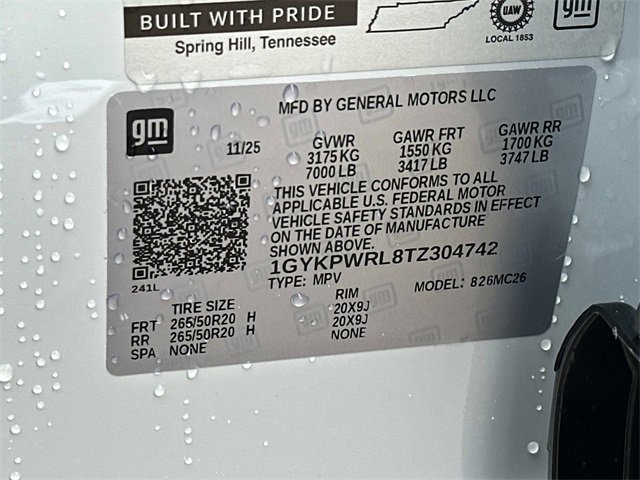 BUILT WITH PRIDE
Spring Hill, Tennessee
UAW
LOCAL 1853
gm
gm
MFD BY GENERAL MOTORS LLC
11/25
GVWR GAWR FRT GAWR RR
3175 KG 1550 KG 1700 KG
7000 LB 3417 LB 3747 LB
THIS VEHICLE CONFORMS TO ALL
APPLICABLE U.S. FEDERAL MOTOR
VEHICLE SAFETY STANDARDS IN EFFECT
ON THE DATE OF MANUFACTURE
SHOWN ABOVE.
1GYKPWRL8TZ304742
TYPE: MPV MODEL: 826MC26
241L
TIRE SIZE RIM
FRT 265/50R20 H 20X9J
RR 265/50R20 H 20X9J
SPA NONE NONE